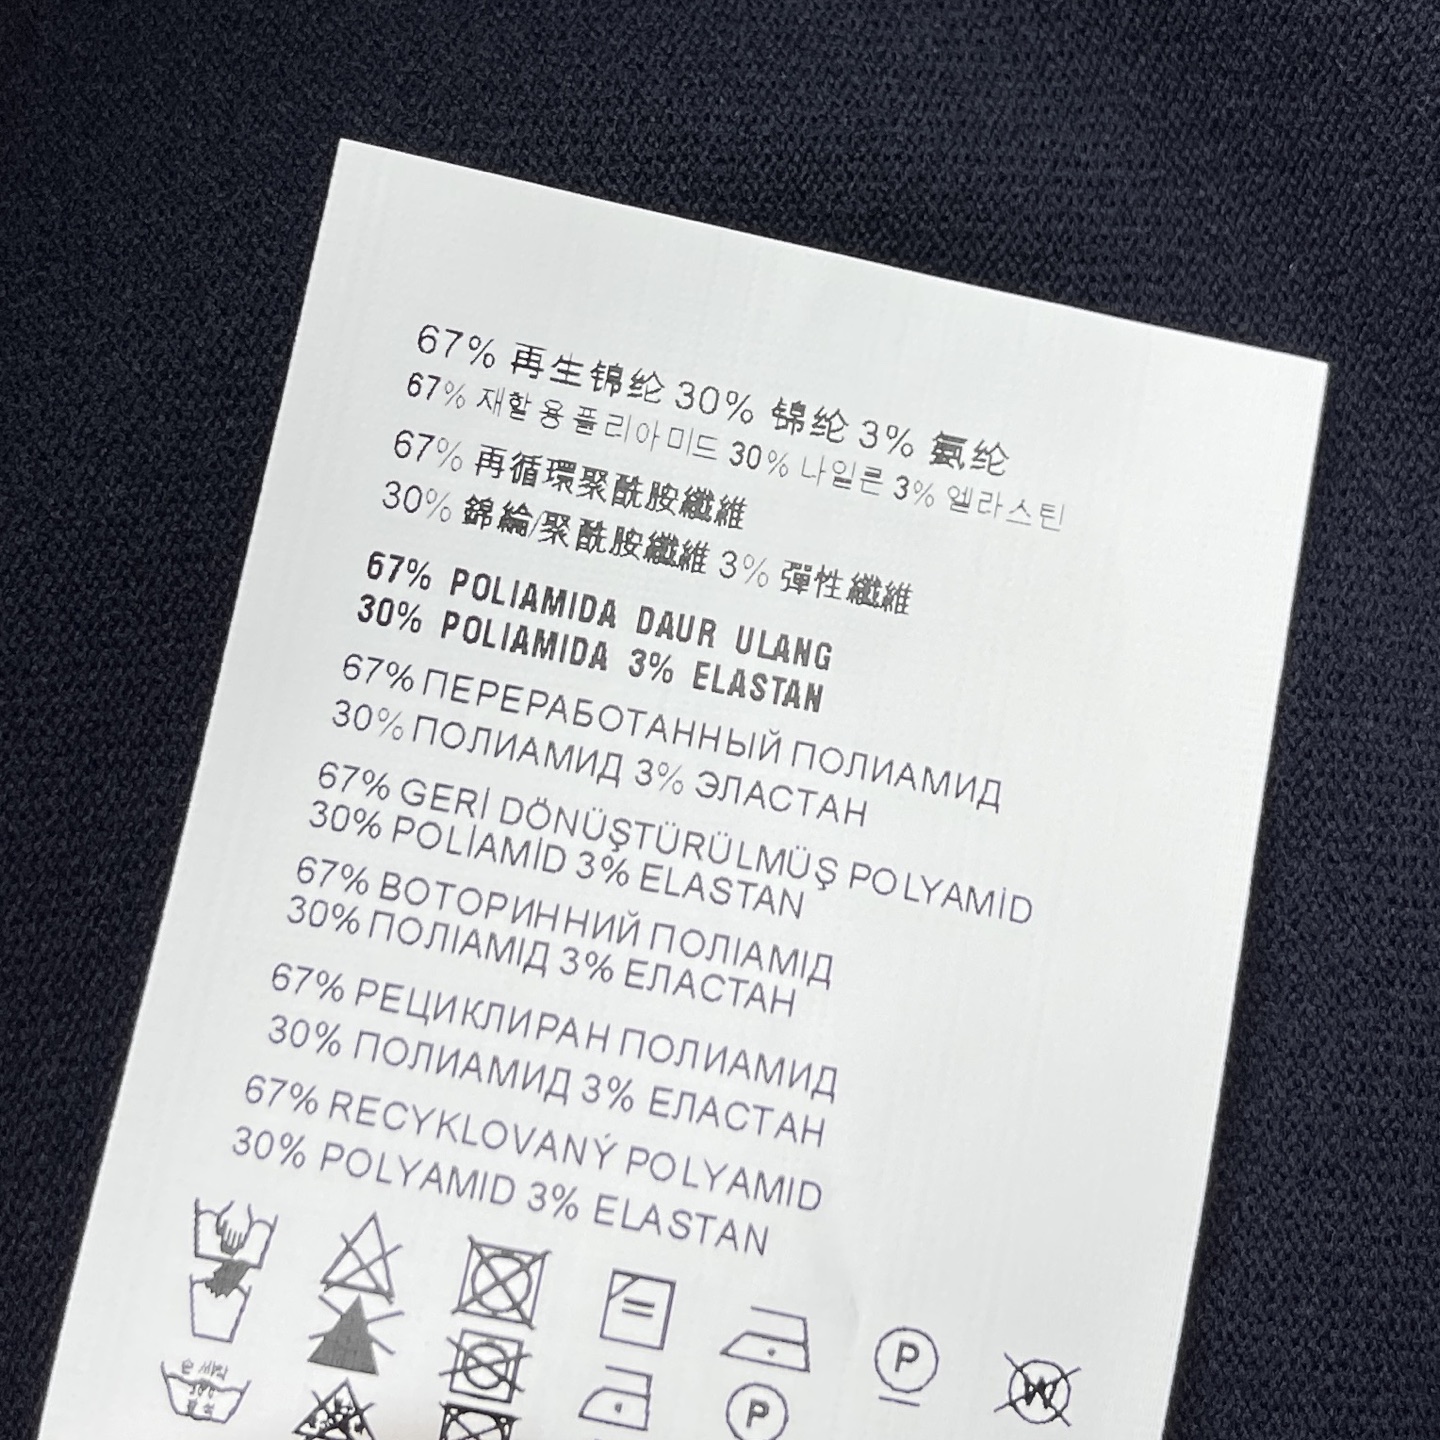 67% 再生锦纶 30% 锦纶 3% 氨纶
67% 재활용폴리아미드 30% 나일론 3% 엘라스틴
67% 再循環聚酰胺纖維
30% 錦綸/聚酰胺纖維 3% 彈性纖維
67% POLIAMIDA DAUR ULANG
30% POLIAMIDA 3% ELASTAN
67% ПЕРЕРАБОТАННЫЙ ПОЛИАМИД
30% ПОЛИАМИД 3% ЭЛАСТАН
67% GERİ DÖNÜŞTÜRÜLMÜŞ POLYAMİD
30% POLİAMİD 3% ELASTAN
67% ВОТОРИННИЙ ПОЛІАМІД
30% ПОЛІАМІД 3% ЕЛАСТАН
67% РЕЦИКЛИРАН ПОЛИАМИД
30% ПОЛИАМИД 3% ЕЛАСТАН
67% RECYKLOVANÝ POLYAMID
30% POLYAMID 3% ELASTAN
P
W
손세탁
P